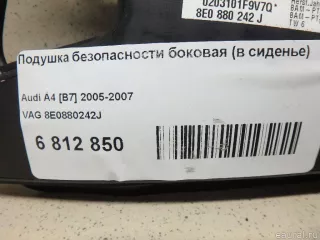 0203101F9V7Q*
8E0 880 242 J
Подушка безопасности боковая (в сиденье)
Audi A4 [B7] 2005-2007
VAG 8E0880242J
6 812 850